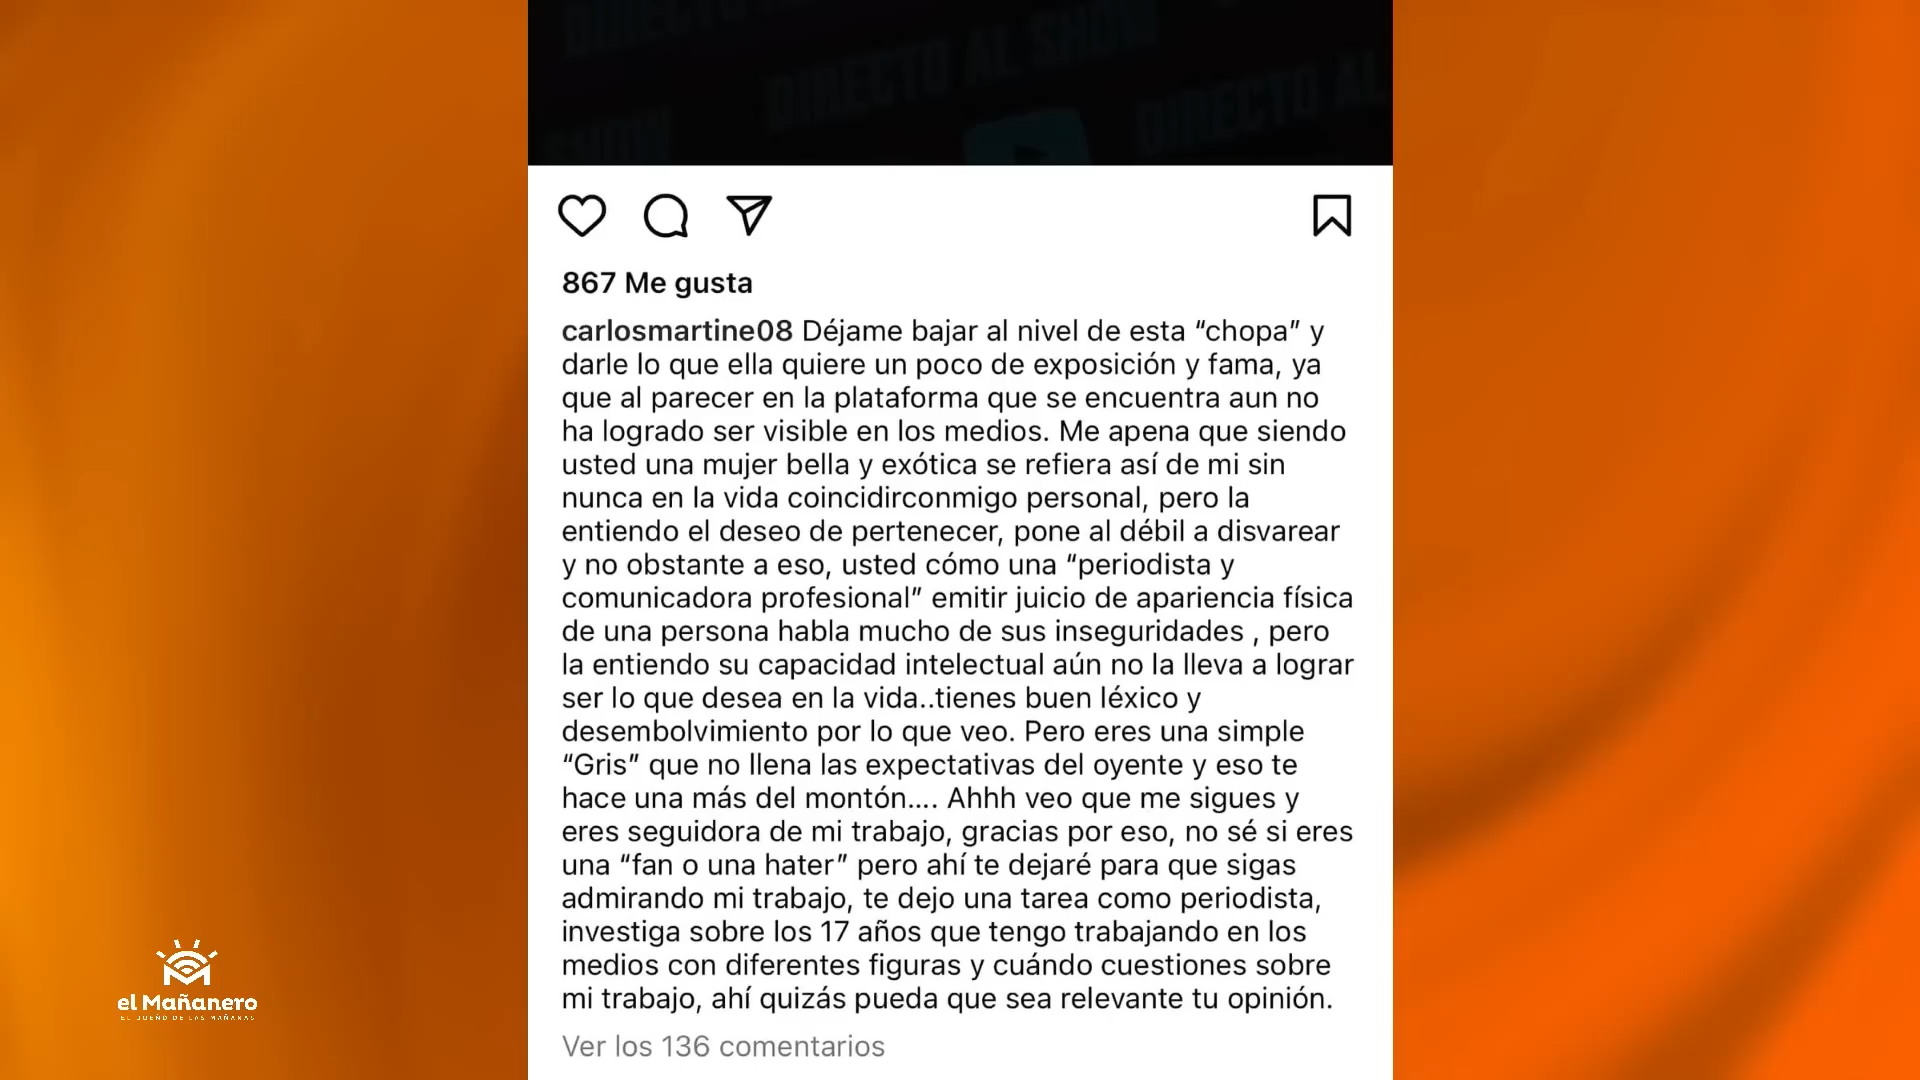 DIRECTO AL SHOW
DIRECTO AL
SHOW
867 Me gusta
carlosmartine08 Déjame bajar al nivel de esta “chopa” y
darle lo que ella quiere un poco de exposición y fama, ya
que al parecer en la plataforma que se encuentra aun no
ha logrado ser visible en los medios. Me apena que siendo
usted una mujer bella y exótica se refiera así de mi sin
nunca en la vida coincidirconmigo personal, pero la
entiendo el deseo de pertenecer, pone al débil a disvarear
y no obstante a eso, usted cómo una “periodista y
comunicadora profesional” emitir juicio de apariencia física
de una persona habla mucho de sus inseguridades , pero
la entiendo su capacidad intelectual aún no la lleva a lograr
ser lo que desea en la vida..tienes buen léxico y
desembolvimiento por lo que veo. Pero eres una simple
“Gris” que no llena las expectativas del oyente y eso te
hace una más del montón.... Ahhh veo que me sigues y
eres seguidora de mi trabajo, gracias por eso, no sé si eres
una “fan o una hater” pero ahí te dejaré para que sigas
admirando mi trabajo, te dejo una tarea como periodista,
investiga sobre los 17 años que tengo trabajando en los
medios con diferentes figuras y cuándo cuestiones sobre
mi trabajo, ahí quizás pueda que sea relevante tu opinión.
Ver los 136 comentarios
el Mañanero
EL DUEÑO DE LAS MAÑANAS